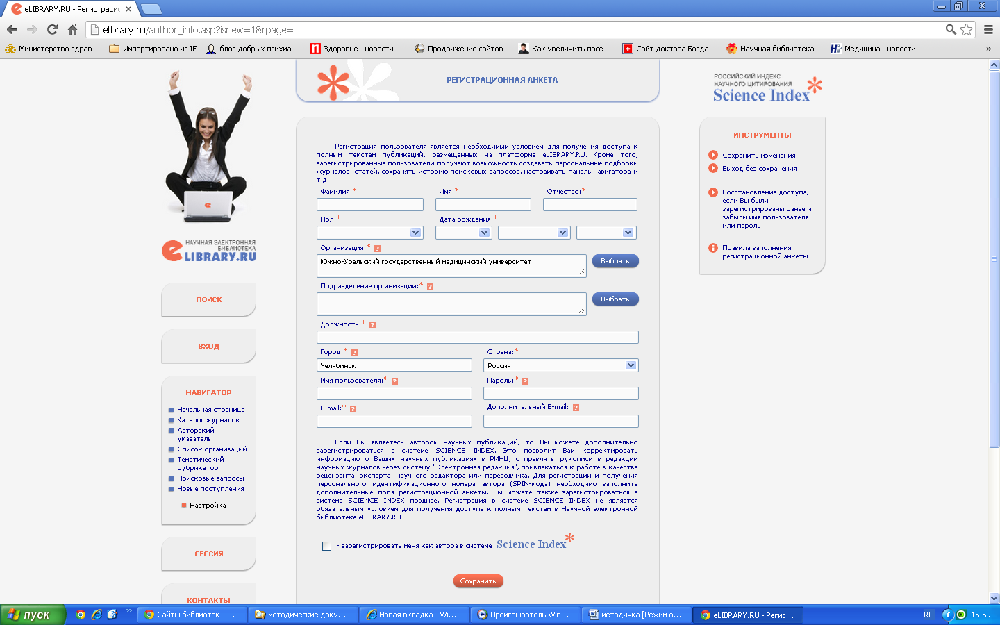 eLIBRARY.RU - Регистраци
elibrary.ru/author_info.asp?isnew=1&rpage=
Министерство здрав...
Импортировано из IE
блог добрых психиа...
Здоровье - новости ...
Продвижение сайтов...
Как увеличить посе...
Сайт доктора Богда...
Научная библиотека...
Медицина - новости ...
»
НАУЧНАЯ ЭЛЕКТРОННАЯ
БИБЛИОТЕКА
eLIBRARY.RU
ПОИСК
ВХОД
НАВИГАТОР
Начальная страница
Каталог журналов
Авторский
указатель
Список организаций
Тематический
рубрикатор
Поисковые запросы
Новые поступления
Настройка
СЕССИЯ
КОНТАКТЫ
РЕГИСТРАЦИОННАЯ АНКЕТА
Регистрация пользователя является необходимым условием для получения доступа к
полным текстам публикаций, размещенных на платформе eLIBRARY.RU. Кроме того,
зарегистрированные пользователи получают возможность создавать персональные подборки
журналов, статей, сохранять историю поисковых запросов, настраивать панель навигатора и
т.д.
Фамилия:* Имя:* Отчество:*
Пол:* Дата рождения:*
Организация:* ?
Южно-Уральский государственный медицинский университет
Выбрать
Подразделение организации:* ?
Выбрать
Должность:* ?
Город:* ? Страна:*
Челябинск Россия
Имя пользователя:* ? Пароль:* ?
E-mail:* ? Дополнительный E-mail: ?
Если Вы являетесь автором научных публикаций, то Вы можете дополнительно
зарегистрироваться в системе SCIENCE INDEX. Это позволит Вам корректировать
информацию о Ваших научных публикациях в РИНЦ, отправлять рукописи в редакции
научных журналов через систему "Электронная редакция", привлекаться к работе в качестве
рецензента, эксперта, научного редактора или переводчика. Для регистрации и получения
персонального идентификационного номера автора (SPIN-кода) необходимо заполнить
дополнительные поля регистрационной анкеты. Вы можете также зарегистрироваться в
системе SCIENCE INDEX позднее. Регистрация в системе SCIENCE INDEX не является
обязательным условием для получения доступа к полным текстам в Научной электронной
библиотеке eLIBRARY.RU
- зарегистрировать меня как автора в системе Science Index*
Сохранить
РОССИЙСКИЙ ИНДЕКС
НАУЧНОГО ЦИТИРОВАНИЯ
Science Index*
ИНСТРУМЕНТЫ
Сохранить изменения
Выход без сохранения
Восстановление доступа,
если Вы были
зарегистрированы ранее и
забыли имя пользователя
или пароль
Правила заполнения
регистрационной анкеты
пуск
»
Сайты библиотек - ...
методические доку...
Новая вкладка - Wi...
Проигрыватель Win...
методичка [Режим о...
eLIBRARY.RU - Регис...
RU
15:59